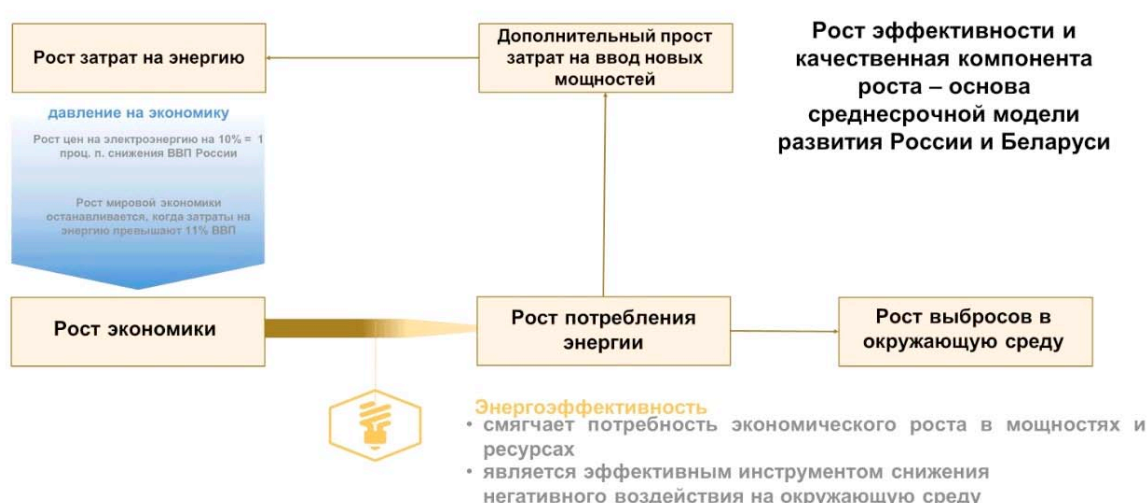 Рост затрат на энергию
Дополнительный прост
затрат на ввод новых
мощностей
Рост эффективности и
качественная компонента
роста – основа
среднесрочной модели
развития России и Беларуси
давление на экономику
Рост цен на электроэнергию на 10% = 1
проц. п. снижения ВВП России
Рост мировой экономики
останавливается, когда затраты на
энергию превышают 11% ВВП
Рост экономики
Рост потребления
энергии
Рост выбросов в
окружающую среду
Энергоэффективность
• смягчает потребность экономического роста в мощностях и
ресурсах
• является эффективным инструментом снижения
негативного воздействия на окружающую среду